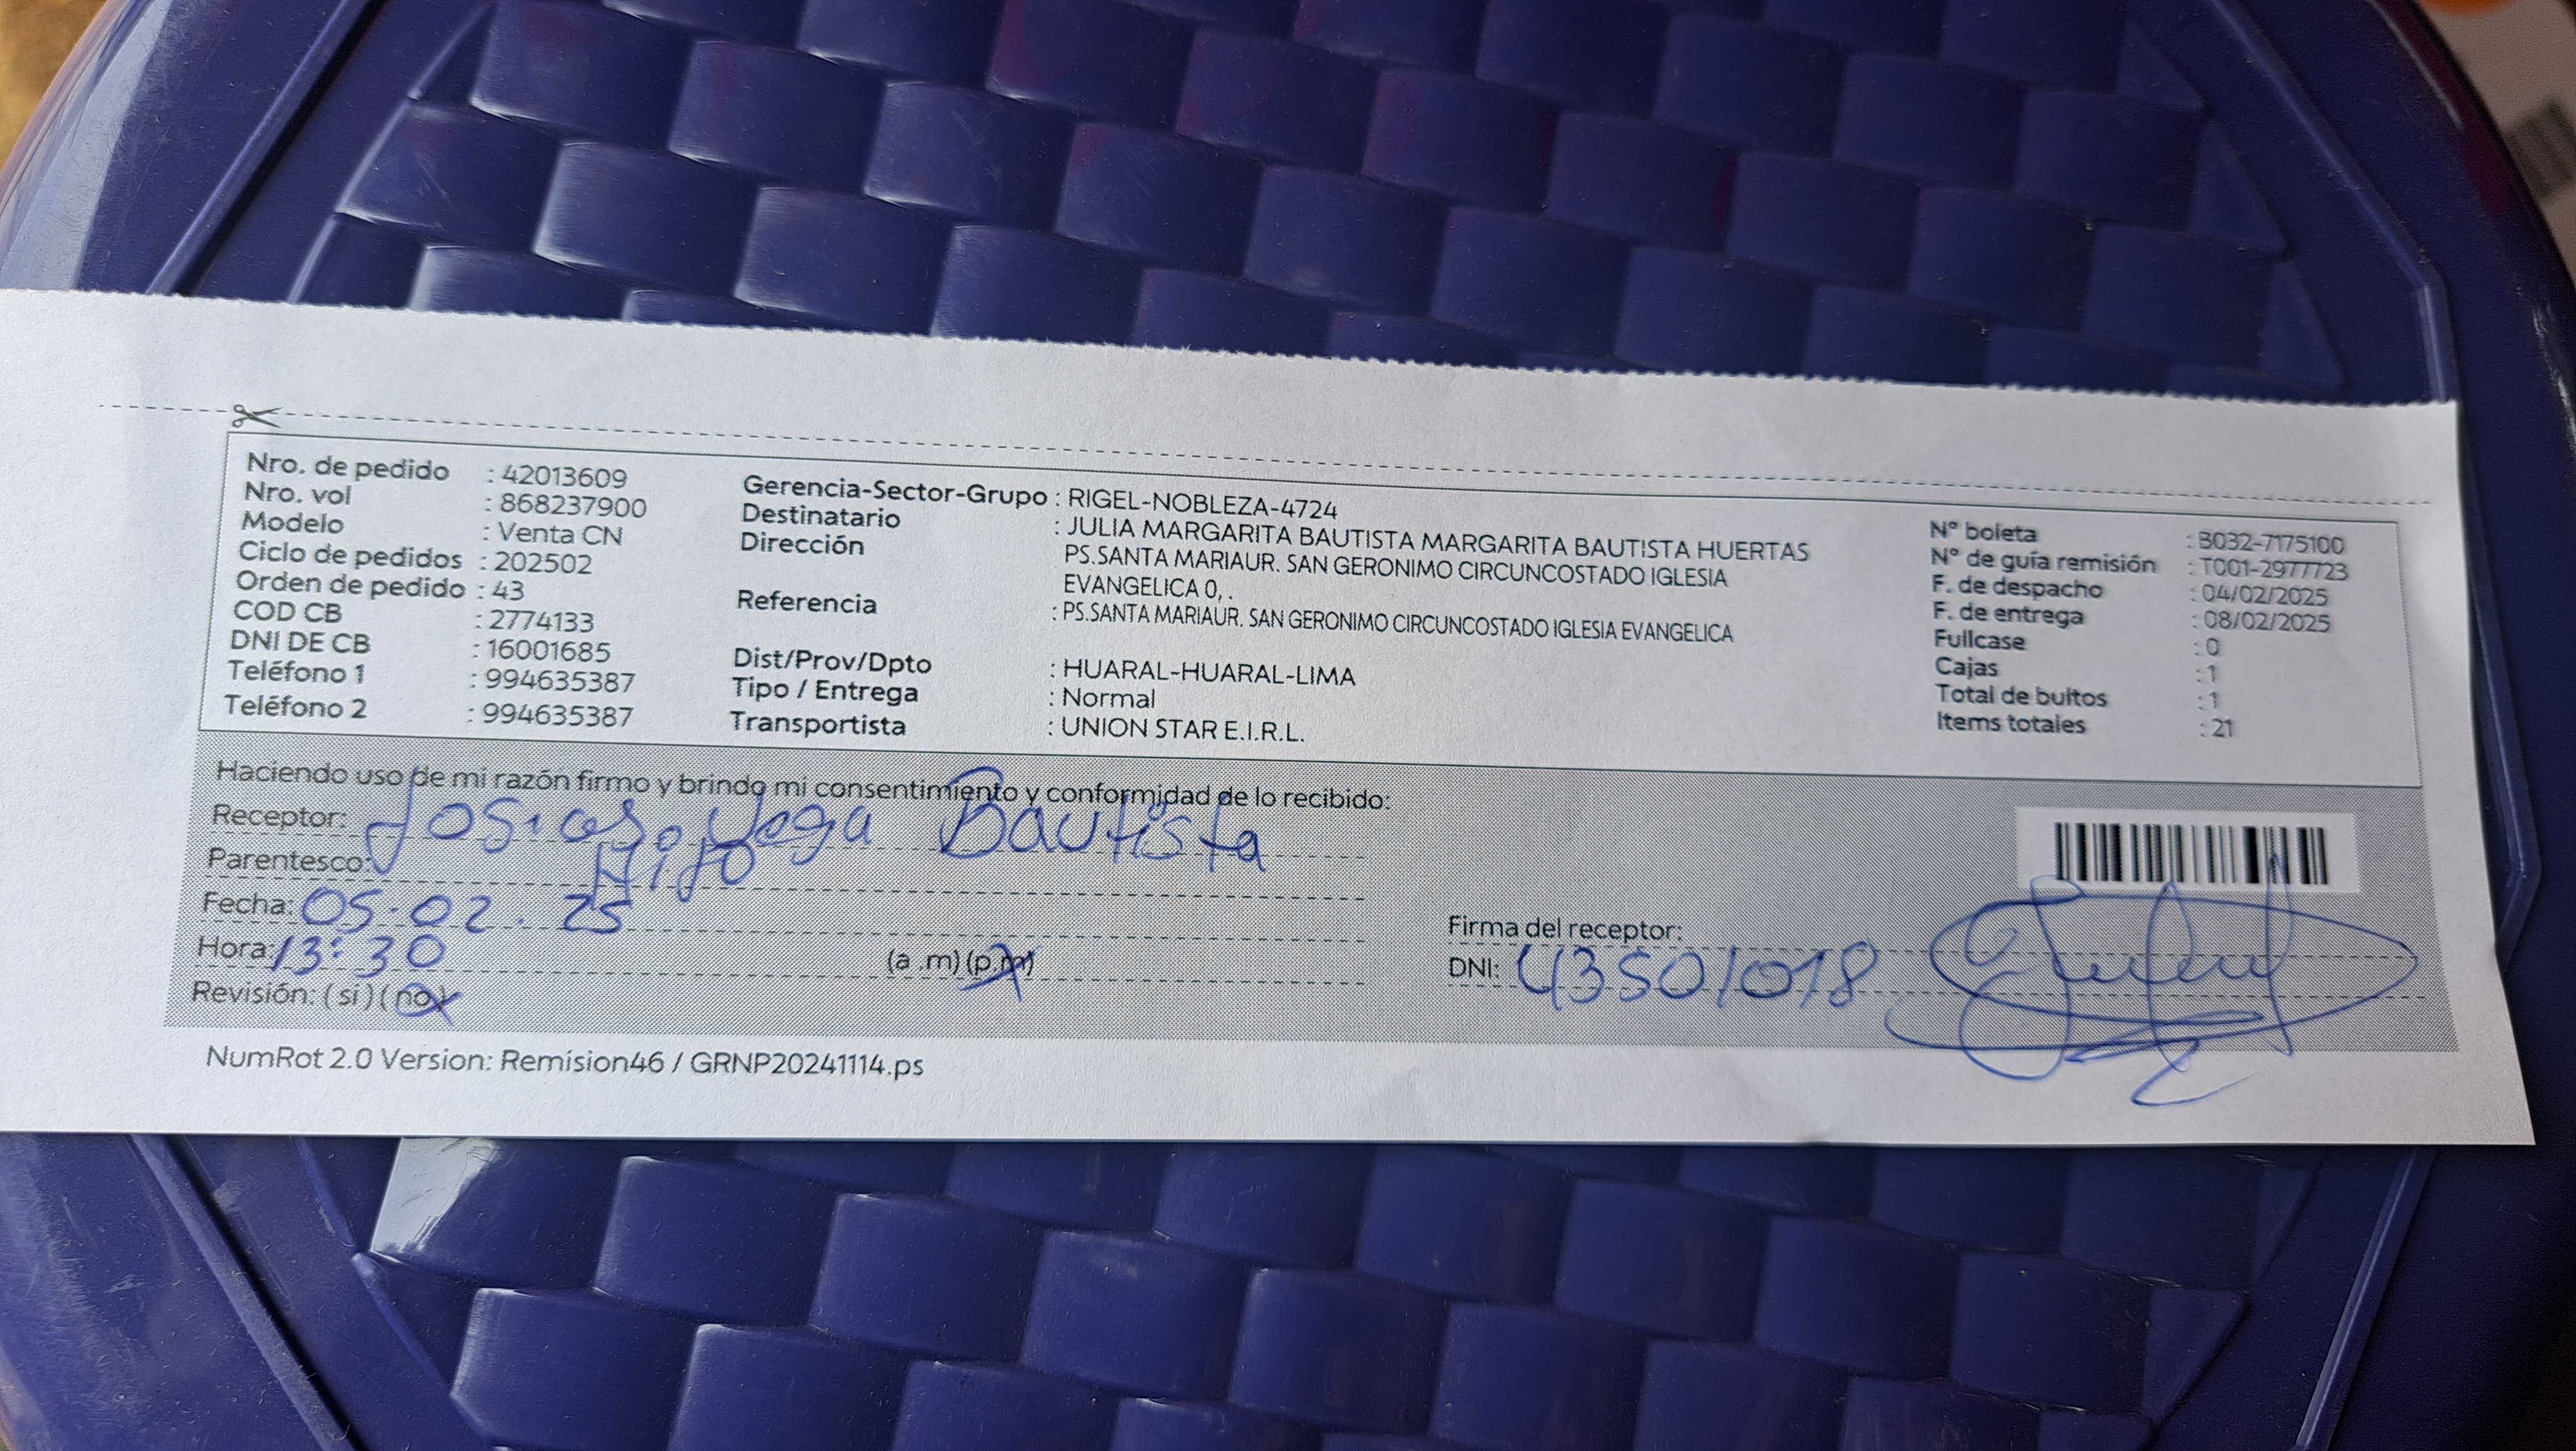 Nro. de pedido : 42013609
Nro. vol : 868237900
Modelo : Venta CN
Ciclo de pedidos : 202502
Orden de pedido : 43
COD CB : 2774133
DNI DE CB : 16001685
Teléfono 1 : 994635387
Teléfono 2 : 994635387
Gerencia-Sector-Grupo : RIGEL-NOBLEZA-4724
Destinatario : JULIA MARGARITA BAUTISTA MARGARITA BAUTISTA HUERTAS
Dirección PS.SANTA MARIAUR. SAN GERONIMO CIRCUNCOSTADO IGLESIA
EVANGELICA 0, .
Referencia : PS.SANTA MARIAUR. SAN GERONIMO CIRCUNCOSTADO IGLESIA EVANGELICA
Dist/Prov/Dpto : HUARAL-HUARAL-LIMA
Tipo / Entrega : Normal
Transportista : UNION STAR E.I.R.L.
N° boleta : B032-7175100
N° de guía remisión : T001-2977723
F. de despacho : 04/02/2025
F. de entrega : 08/02/2025
Fullcase : 0
Cajas : 1
Total de bultos : 1
Items totales : 21
Haciendo uso de mi razón firmo y brindo mi consentimiento y conformidad de lo recibido:
Receptor: Josias Vega Bautista
Parentesco: Hijo
Fecha: 05-02.25
Hora: 13:30 (a .m) (p.m)
Revisión: (si) (no)
Firma del receptor:
DNI: 43501018
NumRot 2.0 Version: Remision46 / GRNP20241114.ps